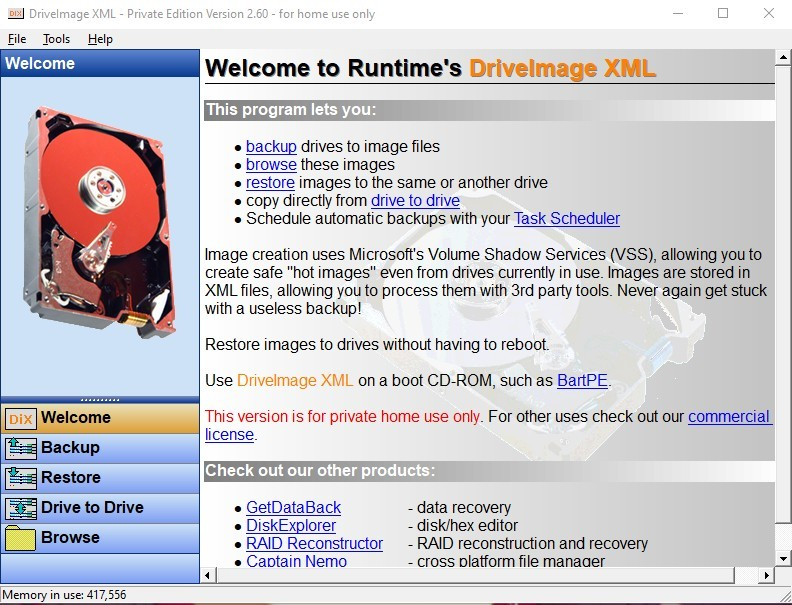 DriveImage XML - Private Edition Version 2.60 - for home use only
File Tools Help
Welcome
Welcome to Runtime's DriveImage XML
This program lets you:
● backup drives to image files
● browse these images
● restore images to the same or another drive
● copy directly from drive to drive
● Schedule automatic backups with your Task Scheduler
Image creation uses Microsoft's Volume Shadow Services (VSS), allowing you to
create safe "hot images" even from drives currently in use. Images are stored in
XML files, allowing you to process them with 3rd party tools. Never again get stuck
with a useless backup!
Restore images to drives without having to reboot.
Use DriveImage XML on a boot CD-ROM, such as BartPE.
This version is for private home use only. For other uses check out our commercial
license.
Check out our other products:
● GetDataBack - data recovery
● DiskExplorer - disk/hex editor
● RAID Reconstructor - RAID reconstruction and recovery
● Captain Nemo - cross platform file manager
DiX Welcome
Backup
Restore
Drive to Drive
Browse
Memory in use: 417,556